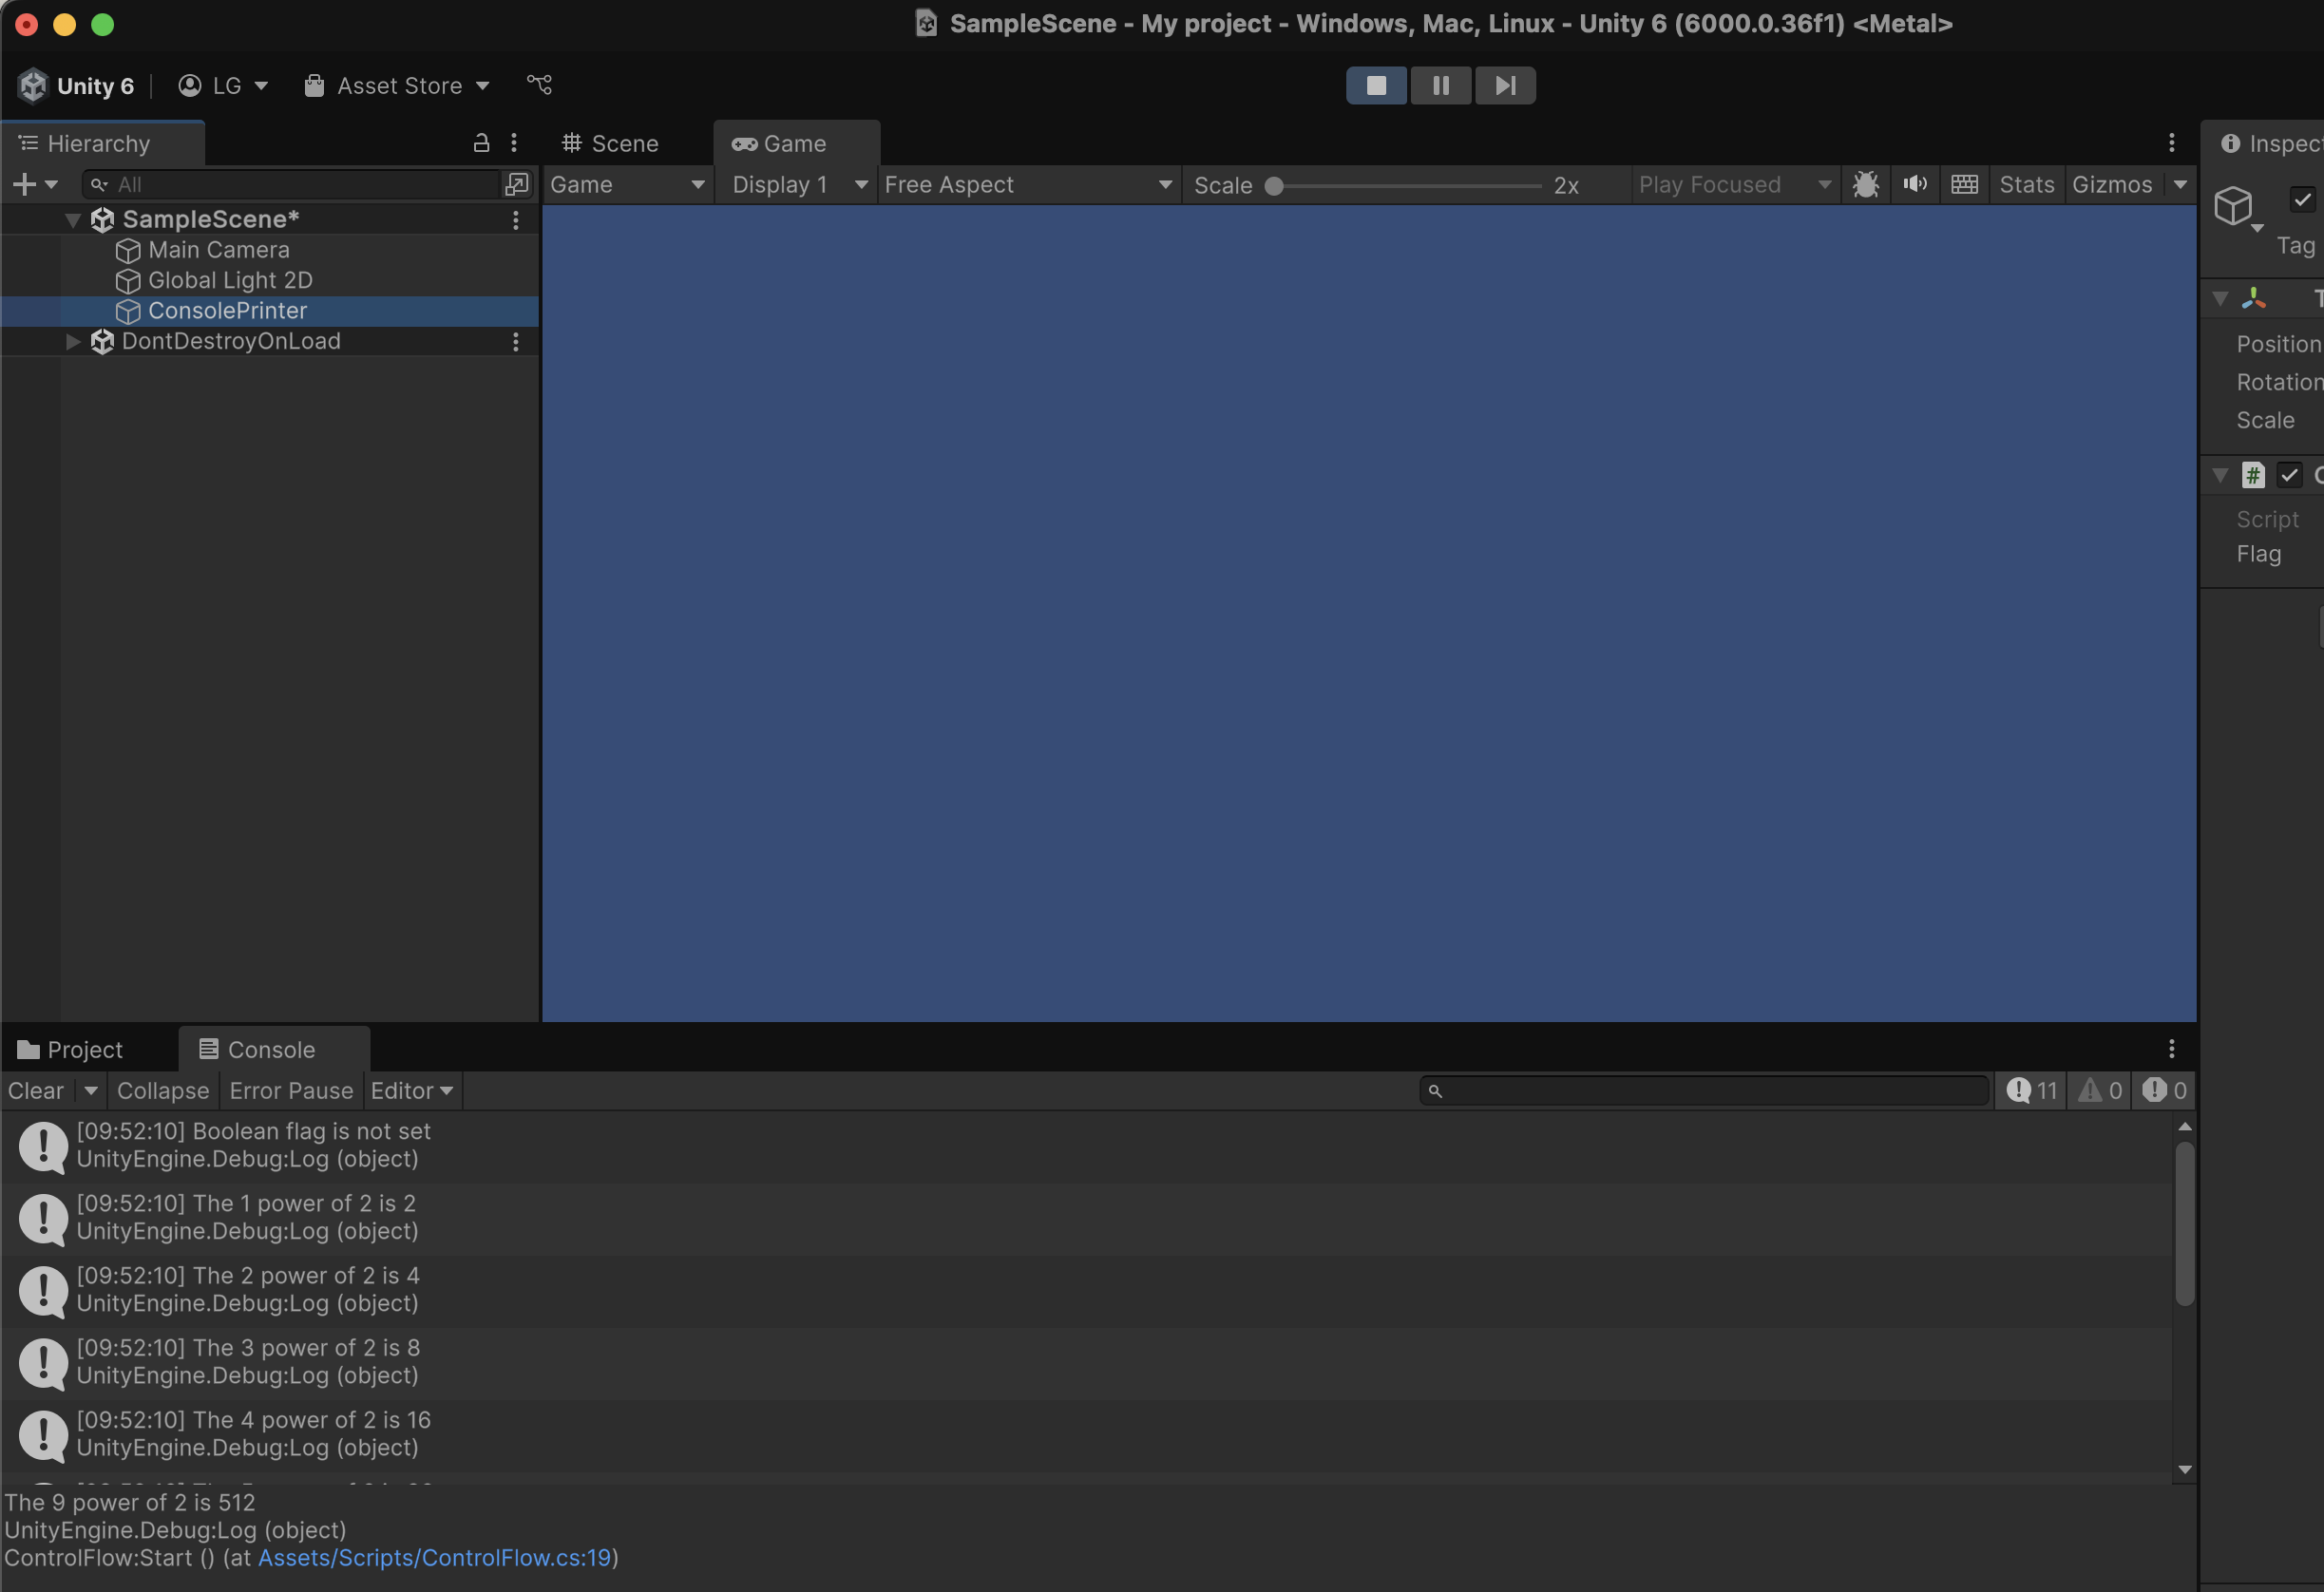 SampleScene - My project - Windows, Mac, Linux - Unity 6 (6000.0.36f1) <Metal>
Unity 6 LG Asset Store
Hierarchy
Scene
Game
Inspect
All
Game
Display 1
Free Aspect
Scale
2x
Play Focused
Stats
Gizmos
SampleScene*
Main Camera
Global Light 2D
ConsolePrinter
DontDestroyOnLoad
Tag
Position
Rotation
Scale
Script
Flag
Project
Console
Clear
Collapse
Error Pause
Editor
11
0
0
[09:52:10] Boolean flag is not set
UnityEngine.Debug:Log (object)
[09:52:10] The 1 power of 2 is 2
UnityEngine.Debug:Log (object)
[09:52:10] The 2 power of 2 is 4
UnityEngine.Debug:Log (object)
[09:52:10] The 3 power of 2 is 8
UnityEngine.Debug:Log (object)
[09:52:10] The 4 power of 2 is 16
UnityEngine.Debug:Log (object)
The 9 power of 2 is 512
UnityEngine.Debug:Log (object)
ControlFlow:Start () (at Assets/Scripts/ControlFlow.cs:19)